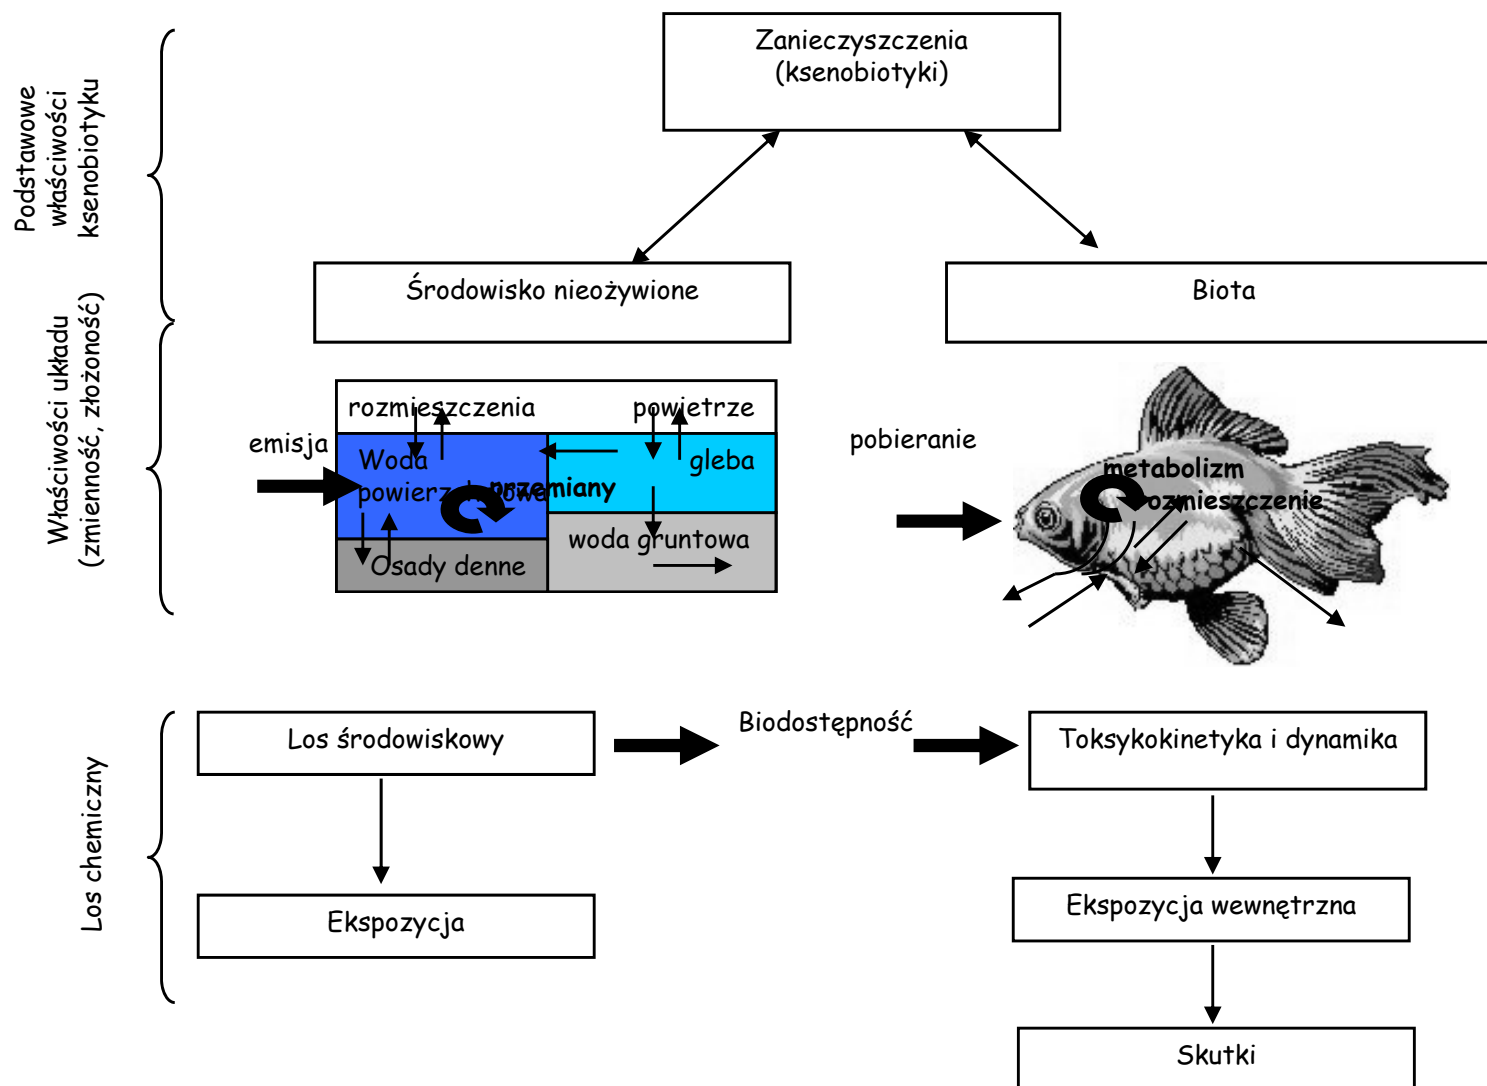 Zanieczyszczenia
(ksenobiotyki)
Podstawowe
właściwości
ksenobiotyku
Środowisko nieożywione
Biota
Właściwości układu
(zmienność, złożoność)
emisja
rozmieszczenia
powietrze
Woda
powierzchniowa
przemiany
gleba
Osady denne
woda gruntowa
pobieranie
metabolizm
rozmieszczenie
Los chemiczny
Los środowiskowy
Biodostępność
Toksykokinetyka i dynamika
Ekspozycja
Ekspozycja wewnętrzna
Skutki